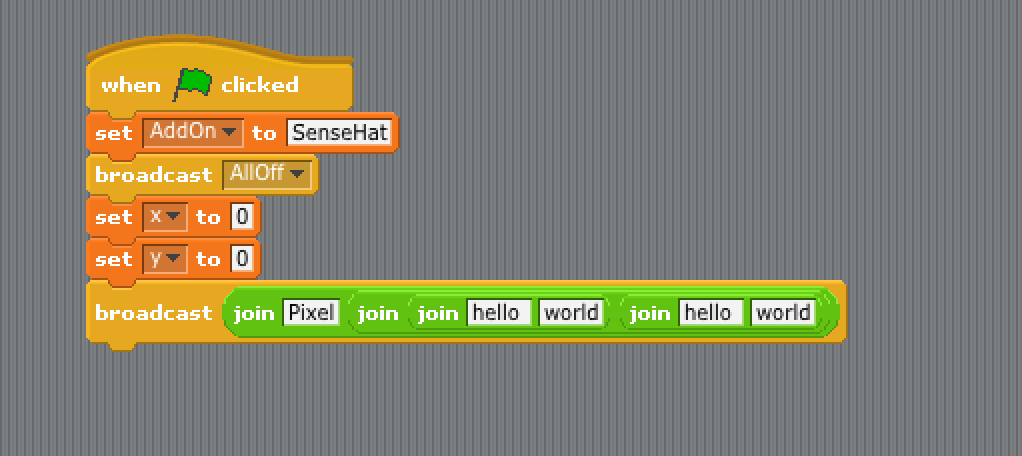 when clicked
set AddOn to SenseHat
broadcast AllOff
set x to 0
set y to 0
broadcast join Pixel join join hello world join hello world